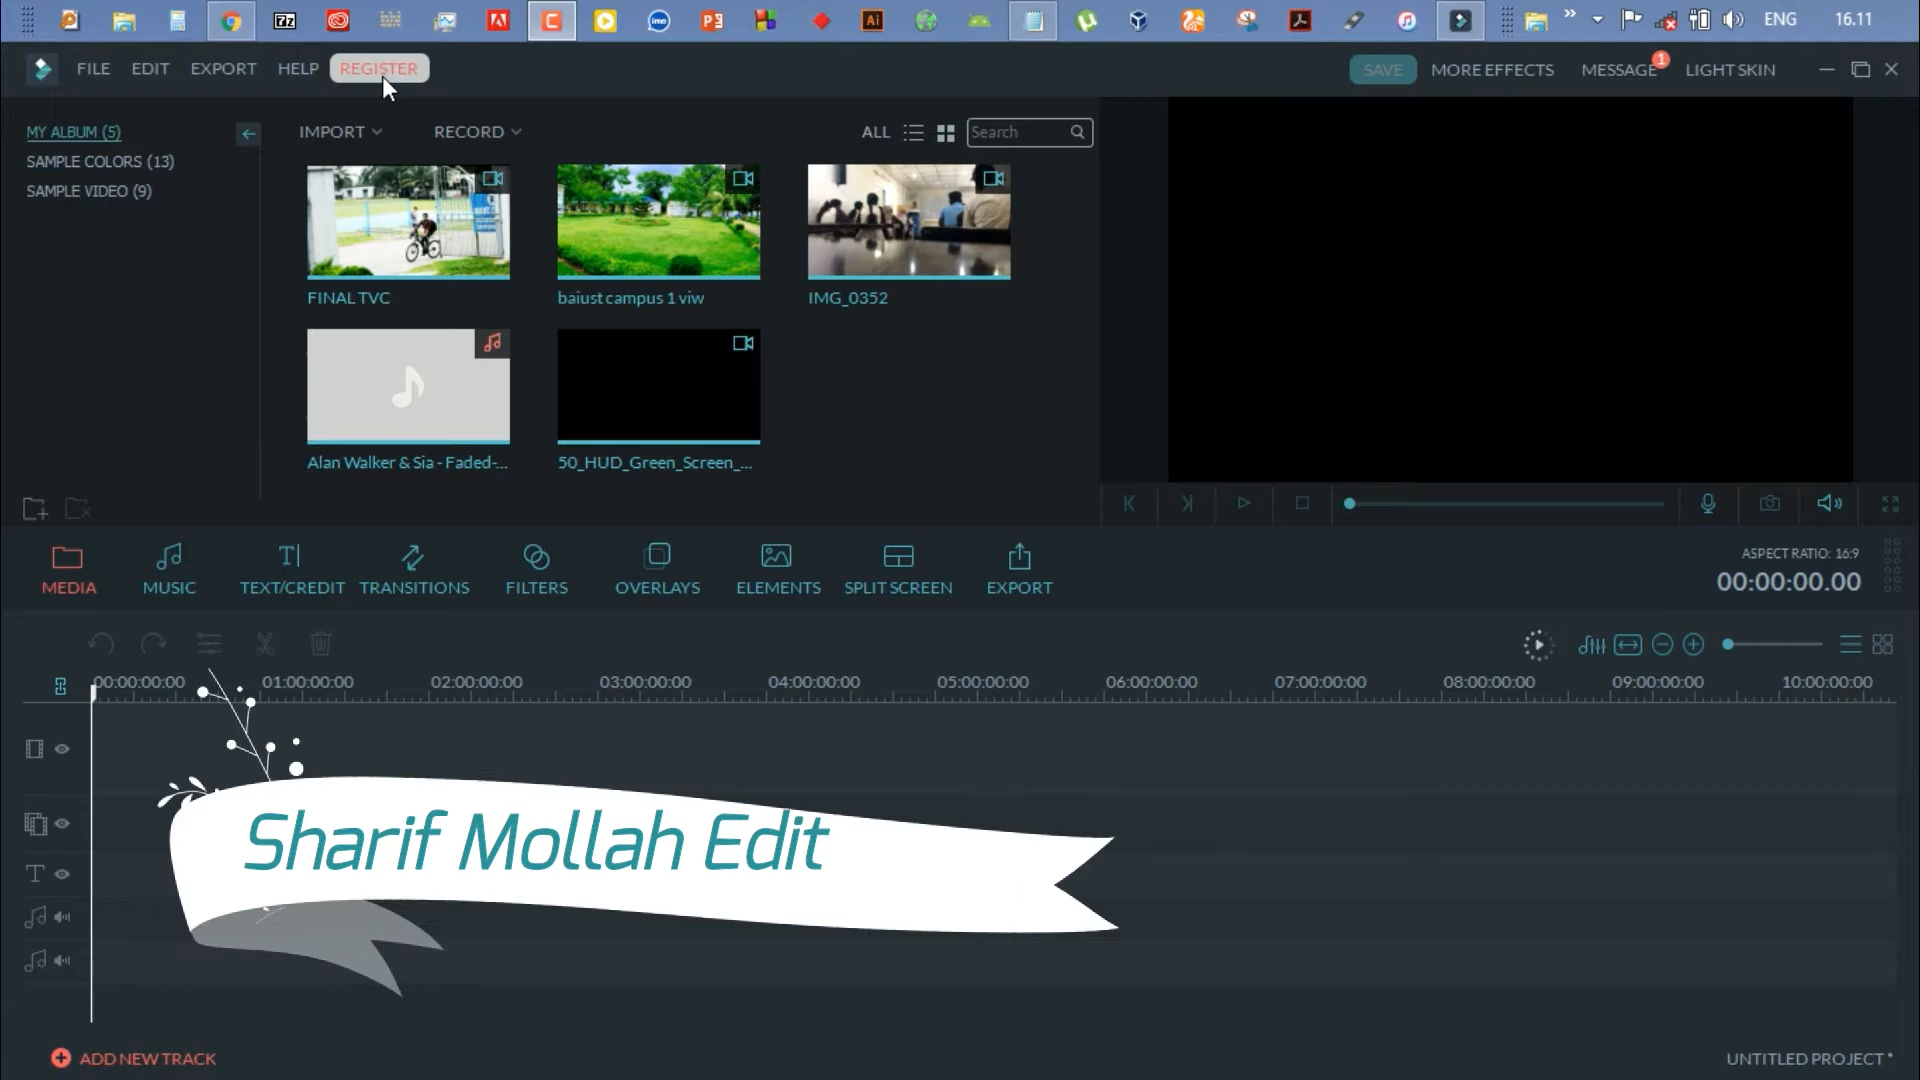 ENG 16.11
FILE EDIT EXPORT HELP REGISTER SAVE MORE EFFECTS MESSAGE 1 LIGHT SKIN
MY ALBUM (5)
SAMPLE COLORS (13)
SAMPLE VIDEO (9)
IMPORT RECORD ALL Search
FINAL TVC baiust campus 1 viw IMG_0352
Alan Walker & Sia - Faded-... 50_HUD_Green_Screen_...
MEDIA MUSIC TEXT/CREDIT TRANSITIONS FILTERS OVERLAYS ELEMENTS SPLIT SCREEN EXPORT
ASPECT RATIO: 16:9
00:00:00.00
00:00:00:00 01:00:00:00 02:00:00:00 03:00:00:00 04:00:00:00 05:00:00:00 06:00:00:00 07:00:00:00 08:00:00:00 09:00:00:00 10:00:00:00
Sharif Mollah Edit
ADD NEW TRACK
UNTITLED PROJECT *